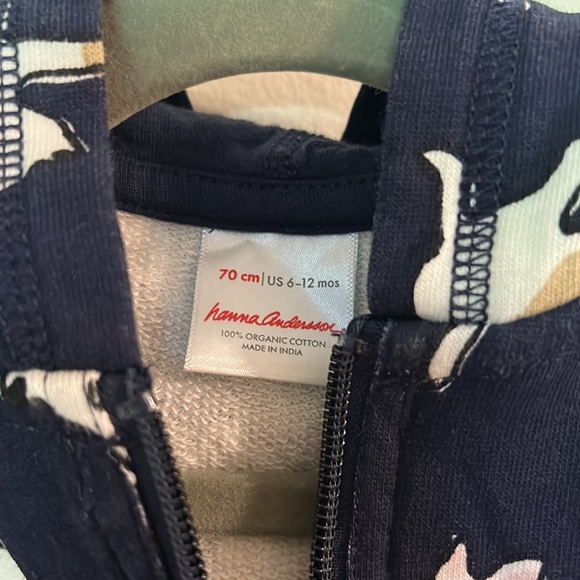 70 cm | US 6-12 mos
hanna andersson
100% ORGANIC COTTON
MADE IN INDIA